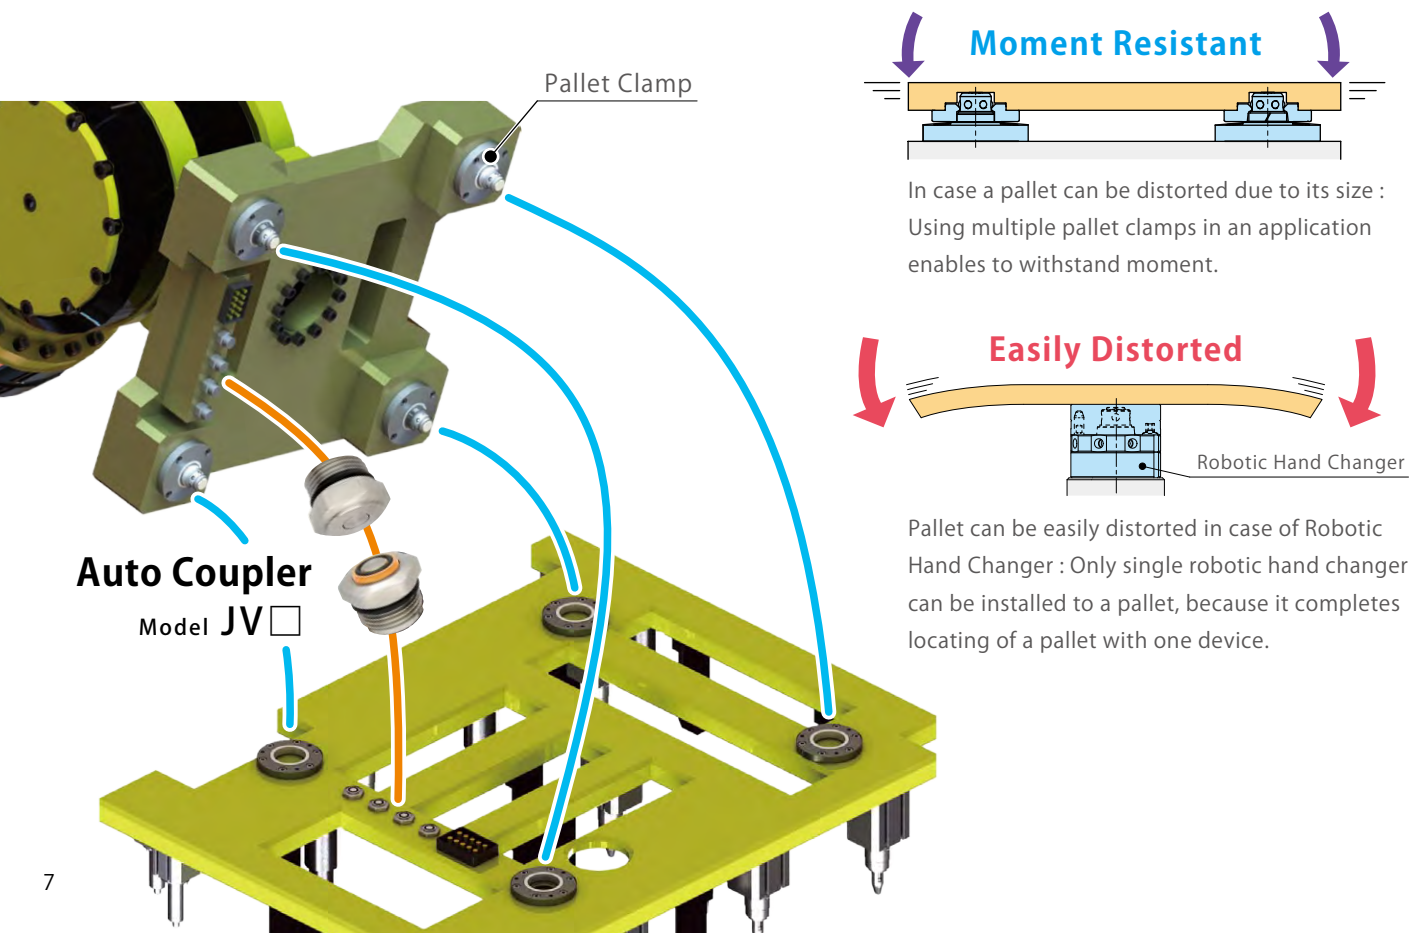 Moment Resistant
Pallet Clamp
In case a pallet can be distorted due to its size :
Using multiple pallet clamps in an application
enables to withstand moment.
Easily Distorted
Robotic Hand Changer
Pallet can be easily distorted in case of Robotic
Hand Changer : Only single robotic hand changer
can be installed to a pallet, because it completes
locating of a pallet with one device.
Auto Coupler
Model JV□
7